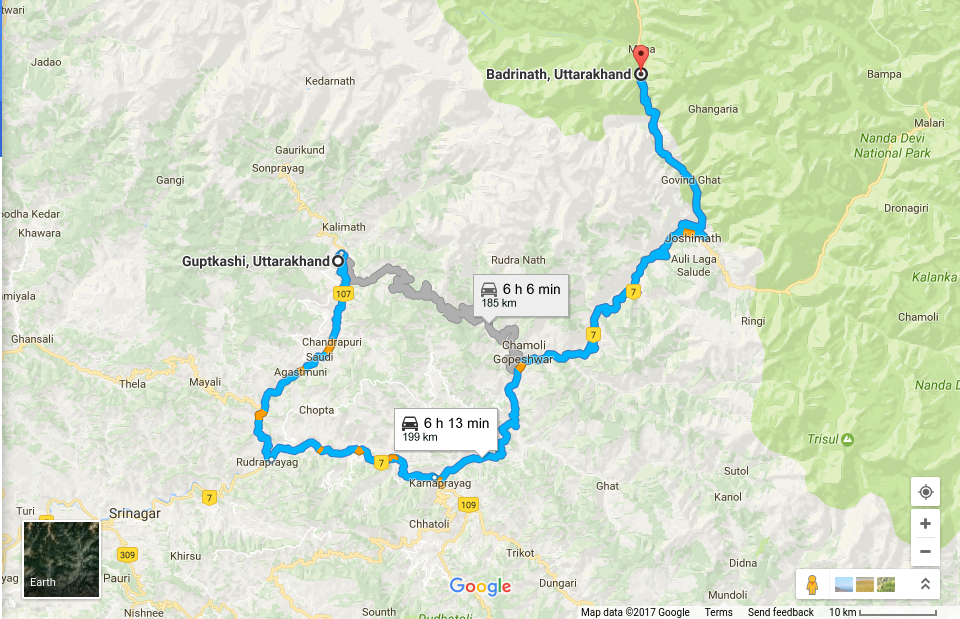 twari
Jadao
Mana
Kedarnath
Badrinath, Uttarakhand
Bampa
Ghangaria
Malari
Nanda Devi
National Park
Gaurikund
Sonprayag
Gangi
Govind Ghat
Dronagiri
oodha Kedar
Khawara
Kalimath
Joshimath
Guptkashi, Uttarakhand
Rudra Nath
Auli Laga
Salude
Kalanka
6 h 6 min
185 km
107
7
amiyala
Ringi
Chamoli
7
Ghansali
Chandrapuri
Saudi
Chamoli
Gopeshwar
Agastmuni
Thela
Mayali
Nanda D
Chopta
6 h 13 min
199 km
Trisul
Rudraprayag
7
Karnaprayag
Sutol
Ghat
Kanol
7
109
Turi
Srinagar
Chhatoli
309
Khirsu
Trikot
Didna
Earth
yag
Pauri
Google
Dungari
Mundoli
Nishnee
South
Dudhatoli
Map data ©2017 Google
Terms
Send feedback
10 km